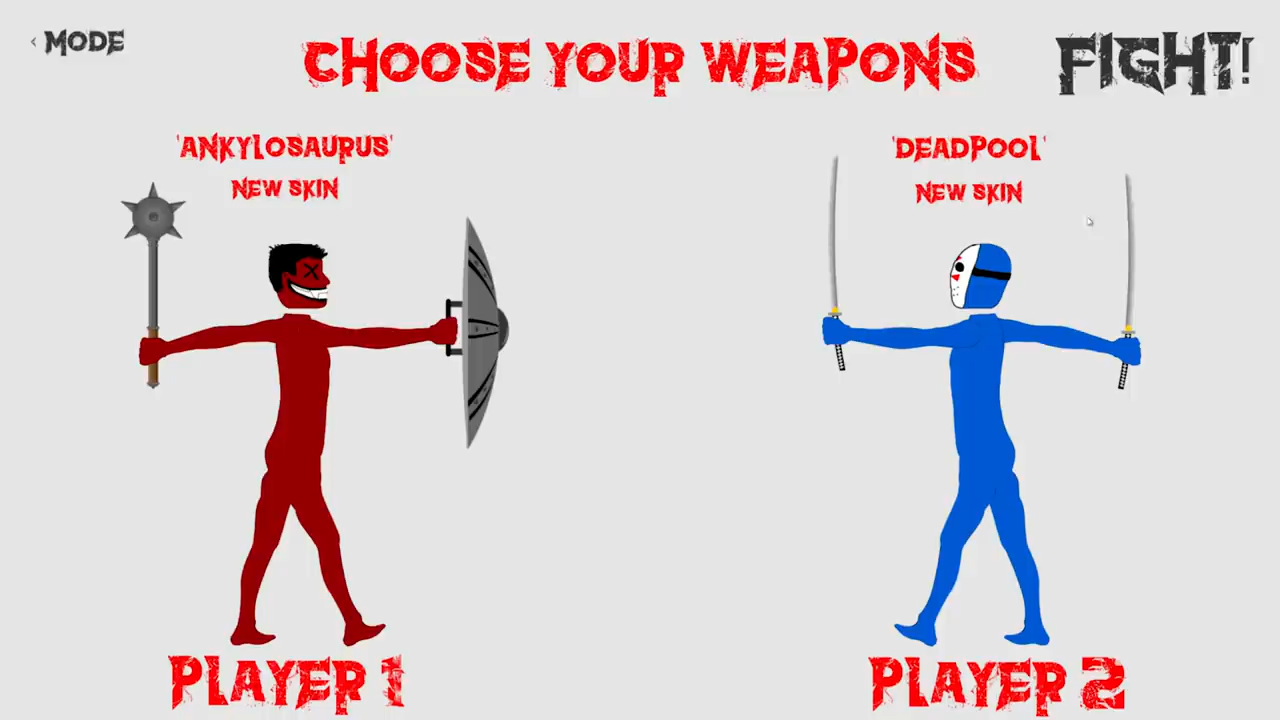 ‹ MODE
CHOOSE YOUR WEAPONS
FIGHT!
'ANKYLOSAURUS'
NEW SKIN
'DEADPOOL'
NEW SKIN
PLAYER 1
PLAYER 2